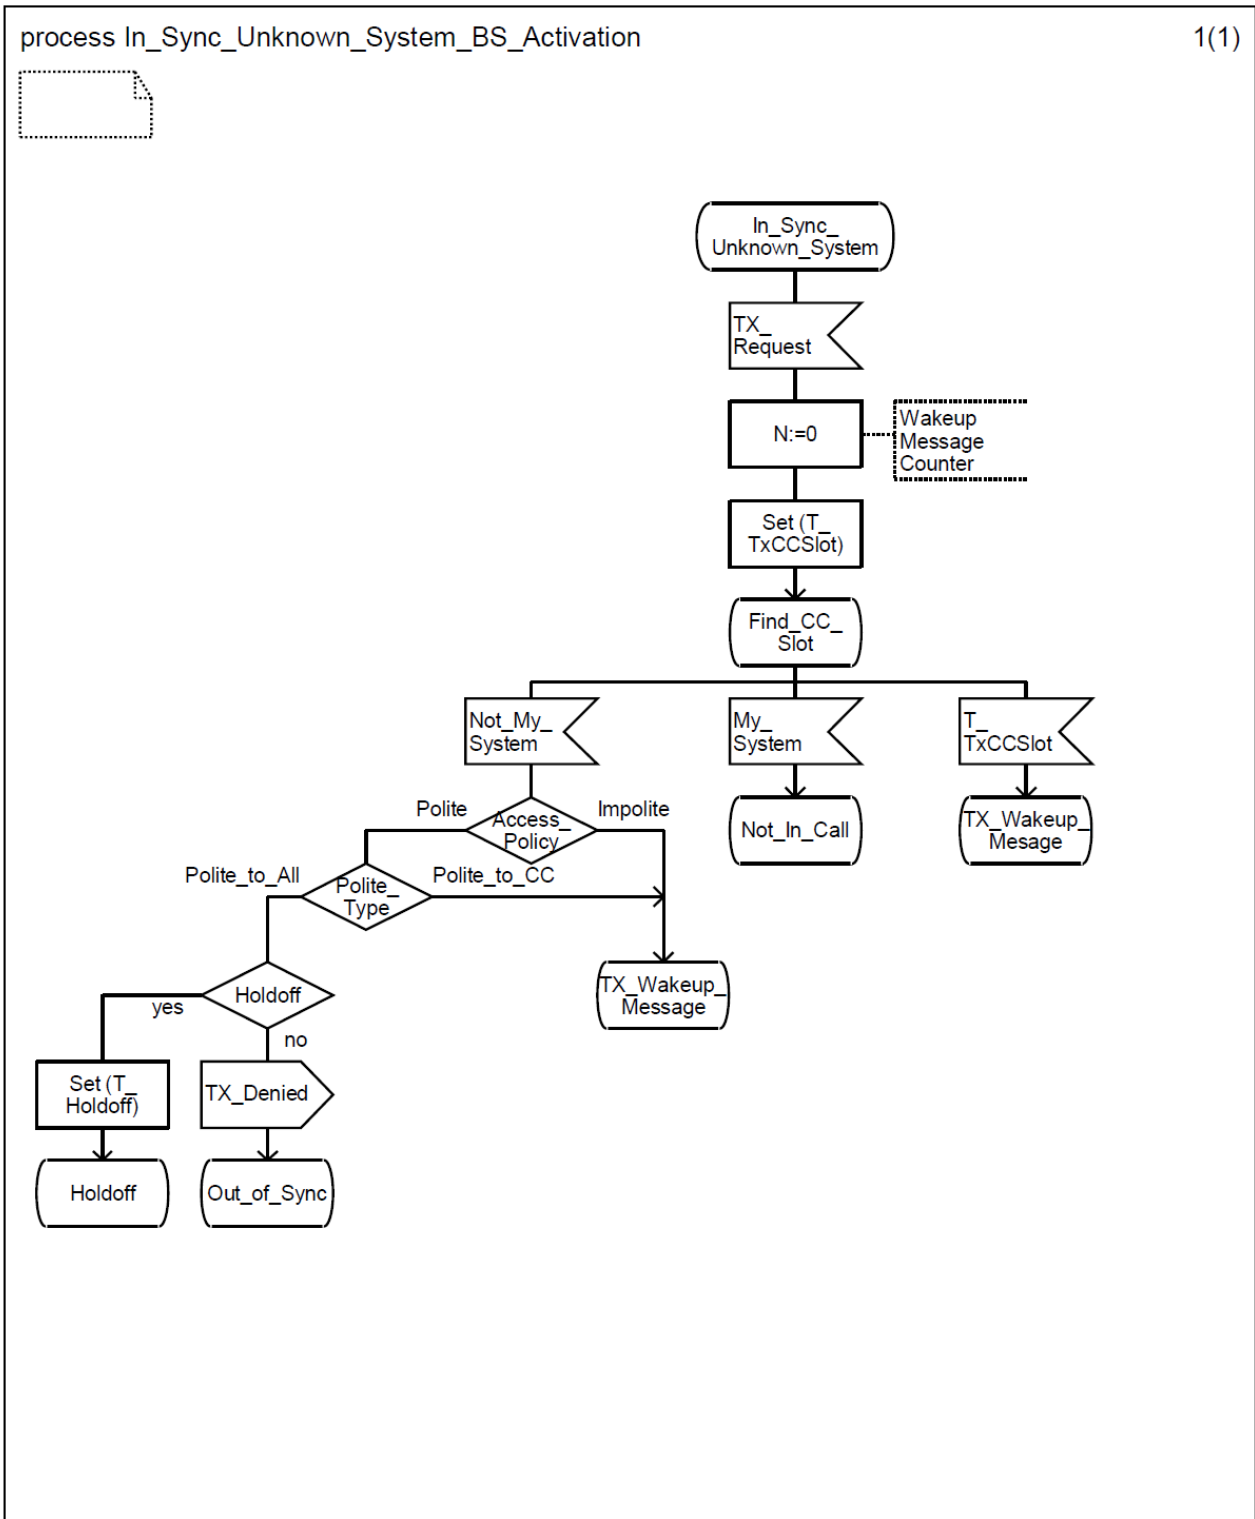 process In_Sync_Unknown_System_BS_Activation
1(1)
In_Sync_
Unknown_System
TX_
Request
N:=0
Wakeup
Message
Counter
Set (T_
TxCCSlot)
Find_CC_
Slot
Not_My_
System
My_
System
T_
TxCCSlot
Polite
Access_
Policy
Impolite
Not_In_Call
TX_Wakeup_
Mesage
Polite_to_All
Polite_
Type
Polite_to_CC
yes
Holdoff
no
TX_Wakeup_
Message
Set (T_
Holdoff)
TX_Denied
Holdoff
Out_of_Sync